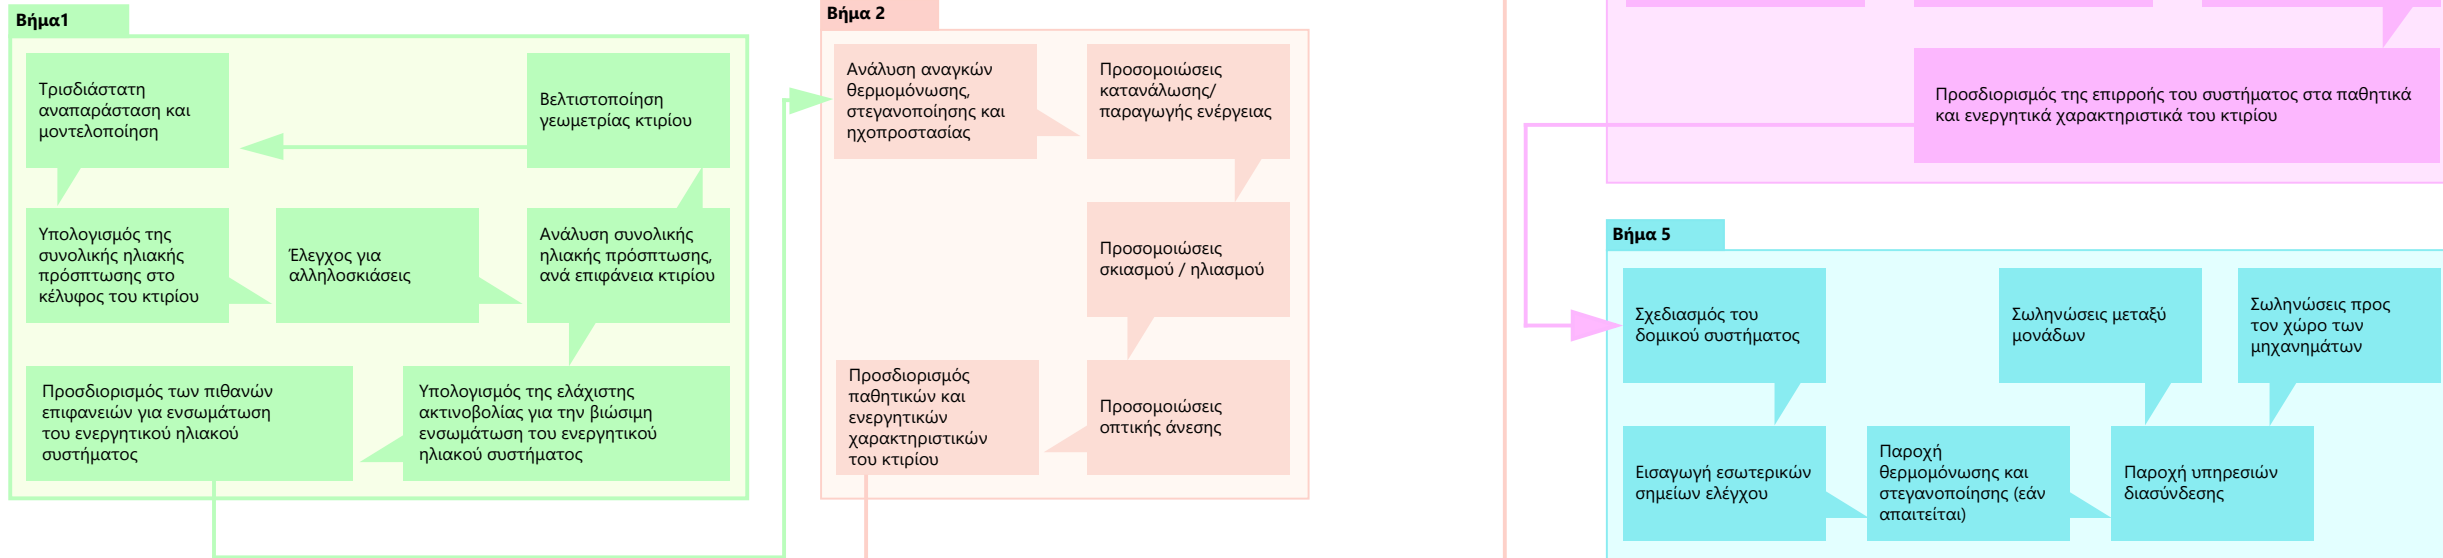 Βήμα1
Τρισδιάστατη
αναπαράσταση και
μοντελοποίηση
Βελτιστοποίηση
γεωμετρίας κτιρίου
Υπολογισμός της
συνολικής ηλιακής
πρόσπτωσης στο
κέλυφος του κτιρίου
Έλεγχος για
αλληλοσκιάσεις
Ανάλυση συνολικής
ηλιακής πρόσπτωσης,
ανά επιφάνεια κτιρίου
Προσδιορισμός των πιθανών
επιφανειών για ενσωμάτωση
του ενεργητικού ηλιακού
συστήματος
Υπολογισμός της ελάχιστης
ακτινοβολίας για την βιώσιμη
ενσωμάτωση του ενεργητικού
ηλιακού συστήματος
Βήμα 2
Ανάλυση αναγκών
θερμομόνωσης,
στεγανοποίησης και
ηχοπροστασίας
Προσομοιώσεις
κατανάλωσης/
παραγωγής ενέργειας
Προσομοιώσεις
σκιασμού / ηλιασμού
Προσδιορισμός
παθητικών και
ενεργητικών
χαρακτηριστικών
του κτιρίου
Προσομοιώσεις
οπτικής άνεσης
Προσδιορισμός της επιρροής του συστήματος στα παθητικά
και ενεργητικά χαρακτηριστικά του κτιρίου
Βήμα 5
Σχεδιασμός του
δομικού συστήματος
Σωληνώσεις μεταξύ
μονάδων
Σωληνώσεις προς
τον χώρο των
μηχανημάτων
Εισαγωγή εσωτερικών
σημείων ελέγχου
Παροχή
θερμομόνωσης και
στεγανοποίησης (εάν
απαιτείται)
Παροχή υπηρεσιών
διασύνδεσης